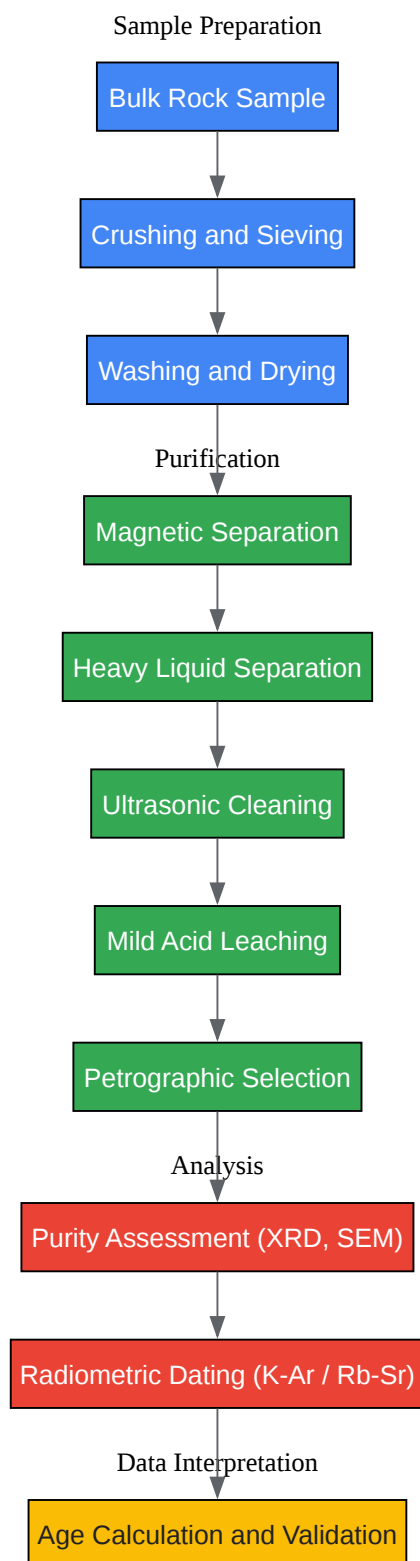 Sample Preparation
Bulk Rock Sample
Crushing and Sieving
Washing and Drying
Purification
Magnetic Separation
Heavy Liquid Separation
Ultrasonic Cleaning
Mild Acid Leaching
Petrographic Selection
Analysis
Purity Assessment (XRD, SEM)
Radiometric Dating (K-Ar / Rb-Sr)
Data Interpretation
Age Calculation and Validation